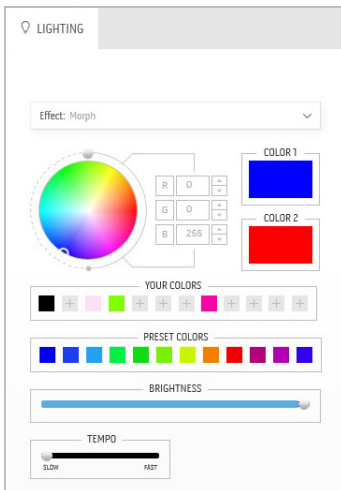 LIGHTING
Effect: Morph
COLOR 1
R 0
G 0
B 255
COLOR 2
YOUR COLORS
PRESET COLORS
BRIGHTNESS
TEMPO
SLOW FAST